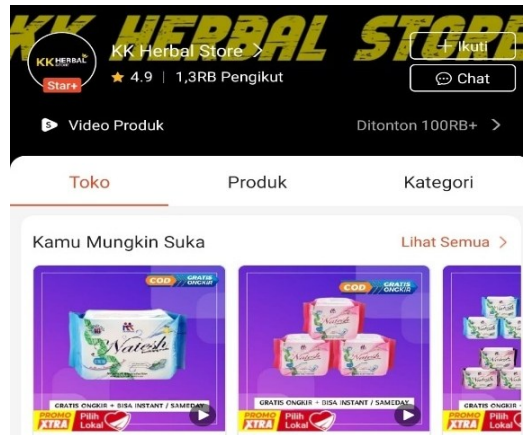 KK HERBAL STORE
KK HERBAL
STORE
Star+
KK Herbal Store >
4.9 | 1,3RB Pengikut
+ Ikuti
Chat
Video Produk
Ditonton 100RB+ >
Toko
Produk
Kategori
Kamu Mungkin Suka
Lihat Semua >
COD GRATIS ONGKIR
Natesh
GRATIS ONGKIR + BISA INSTANT / SAMEDAY
PROMO XTRA
Pilih Lokal
COD GRATIS ONGKIR
Natesh
GRATIS ONGKIR + BISA INSTANT / SAMEDAY
PROMO XTRA
Pilih Lokal
COD
GRATIS ONGKIR
PROMO XTRA
Pilih Lokal